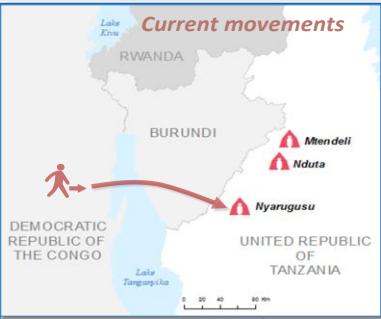 Current movements
Lake
Kivu
RWANDA
BURUNDI
Mtendeli
Nduta
Nyarugusu
DEMOCRATIC
REPUBLIC OF
THE CONGO
UNITED REPUBLIC
OF
TANZANIA
Lake
Tanganyika
0 20 40 80 Km